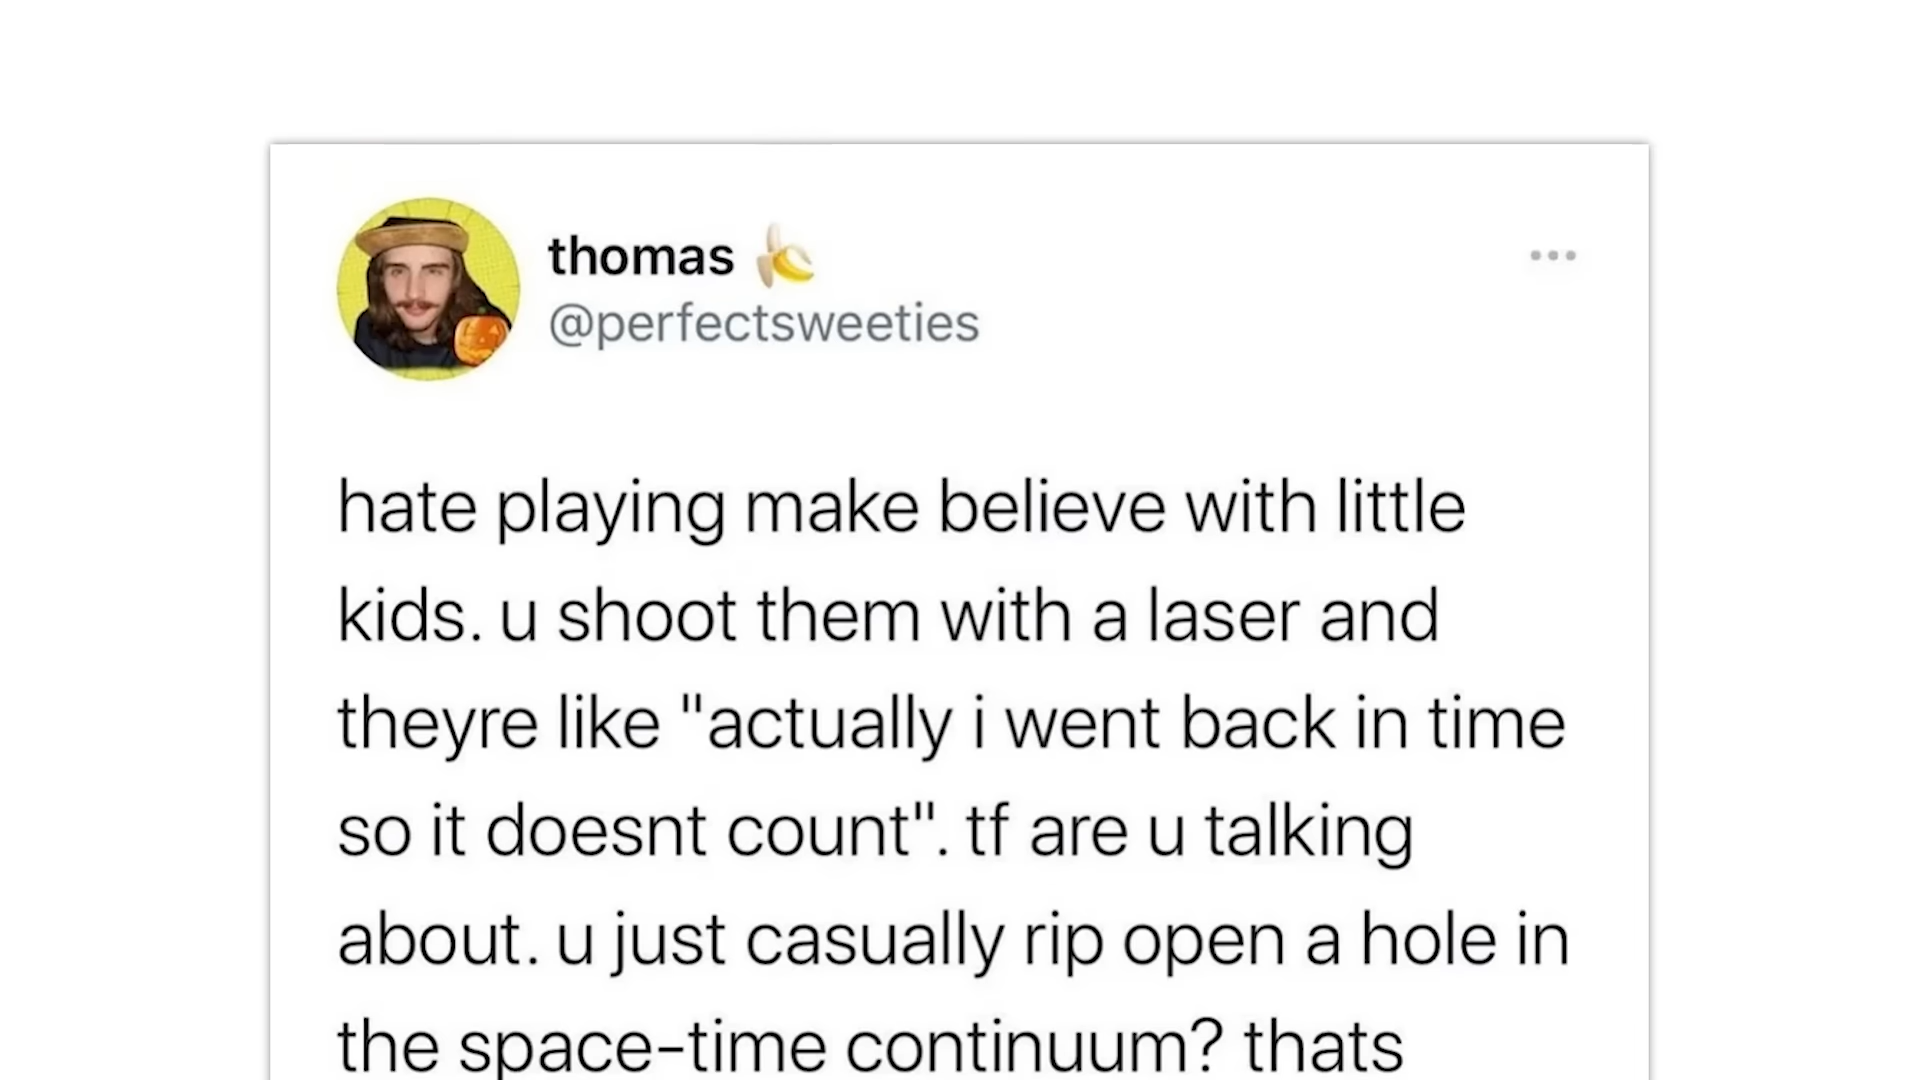 thomas 🍌
@perfectsweeties
hate playing make believe with little
kids. u shoot them with a laser and
theyre like "actually i went back in time
so it doesnt count". tf are u talking
about. u just casually rip open a hole in
the space-time continuum? thats